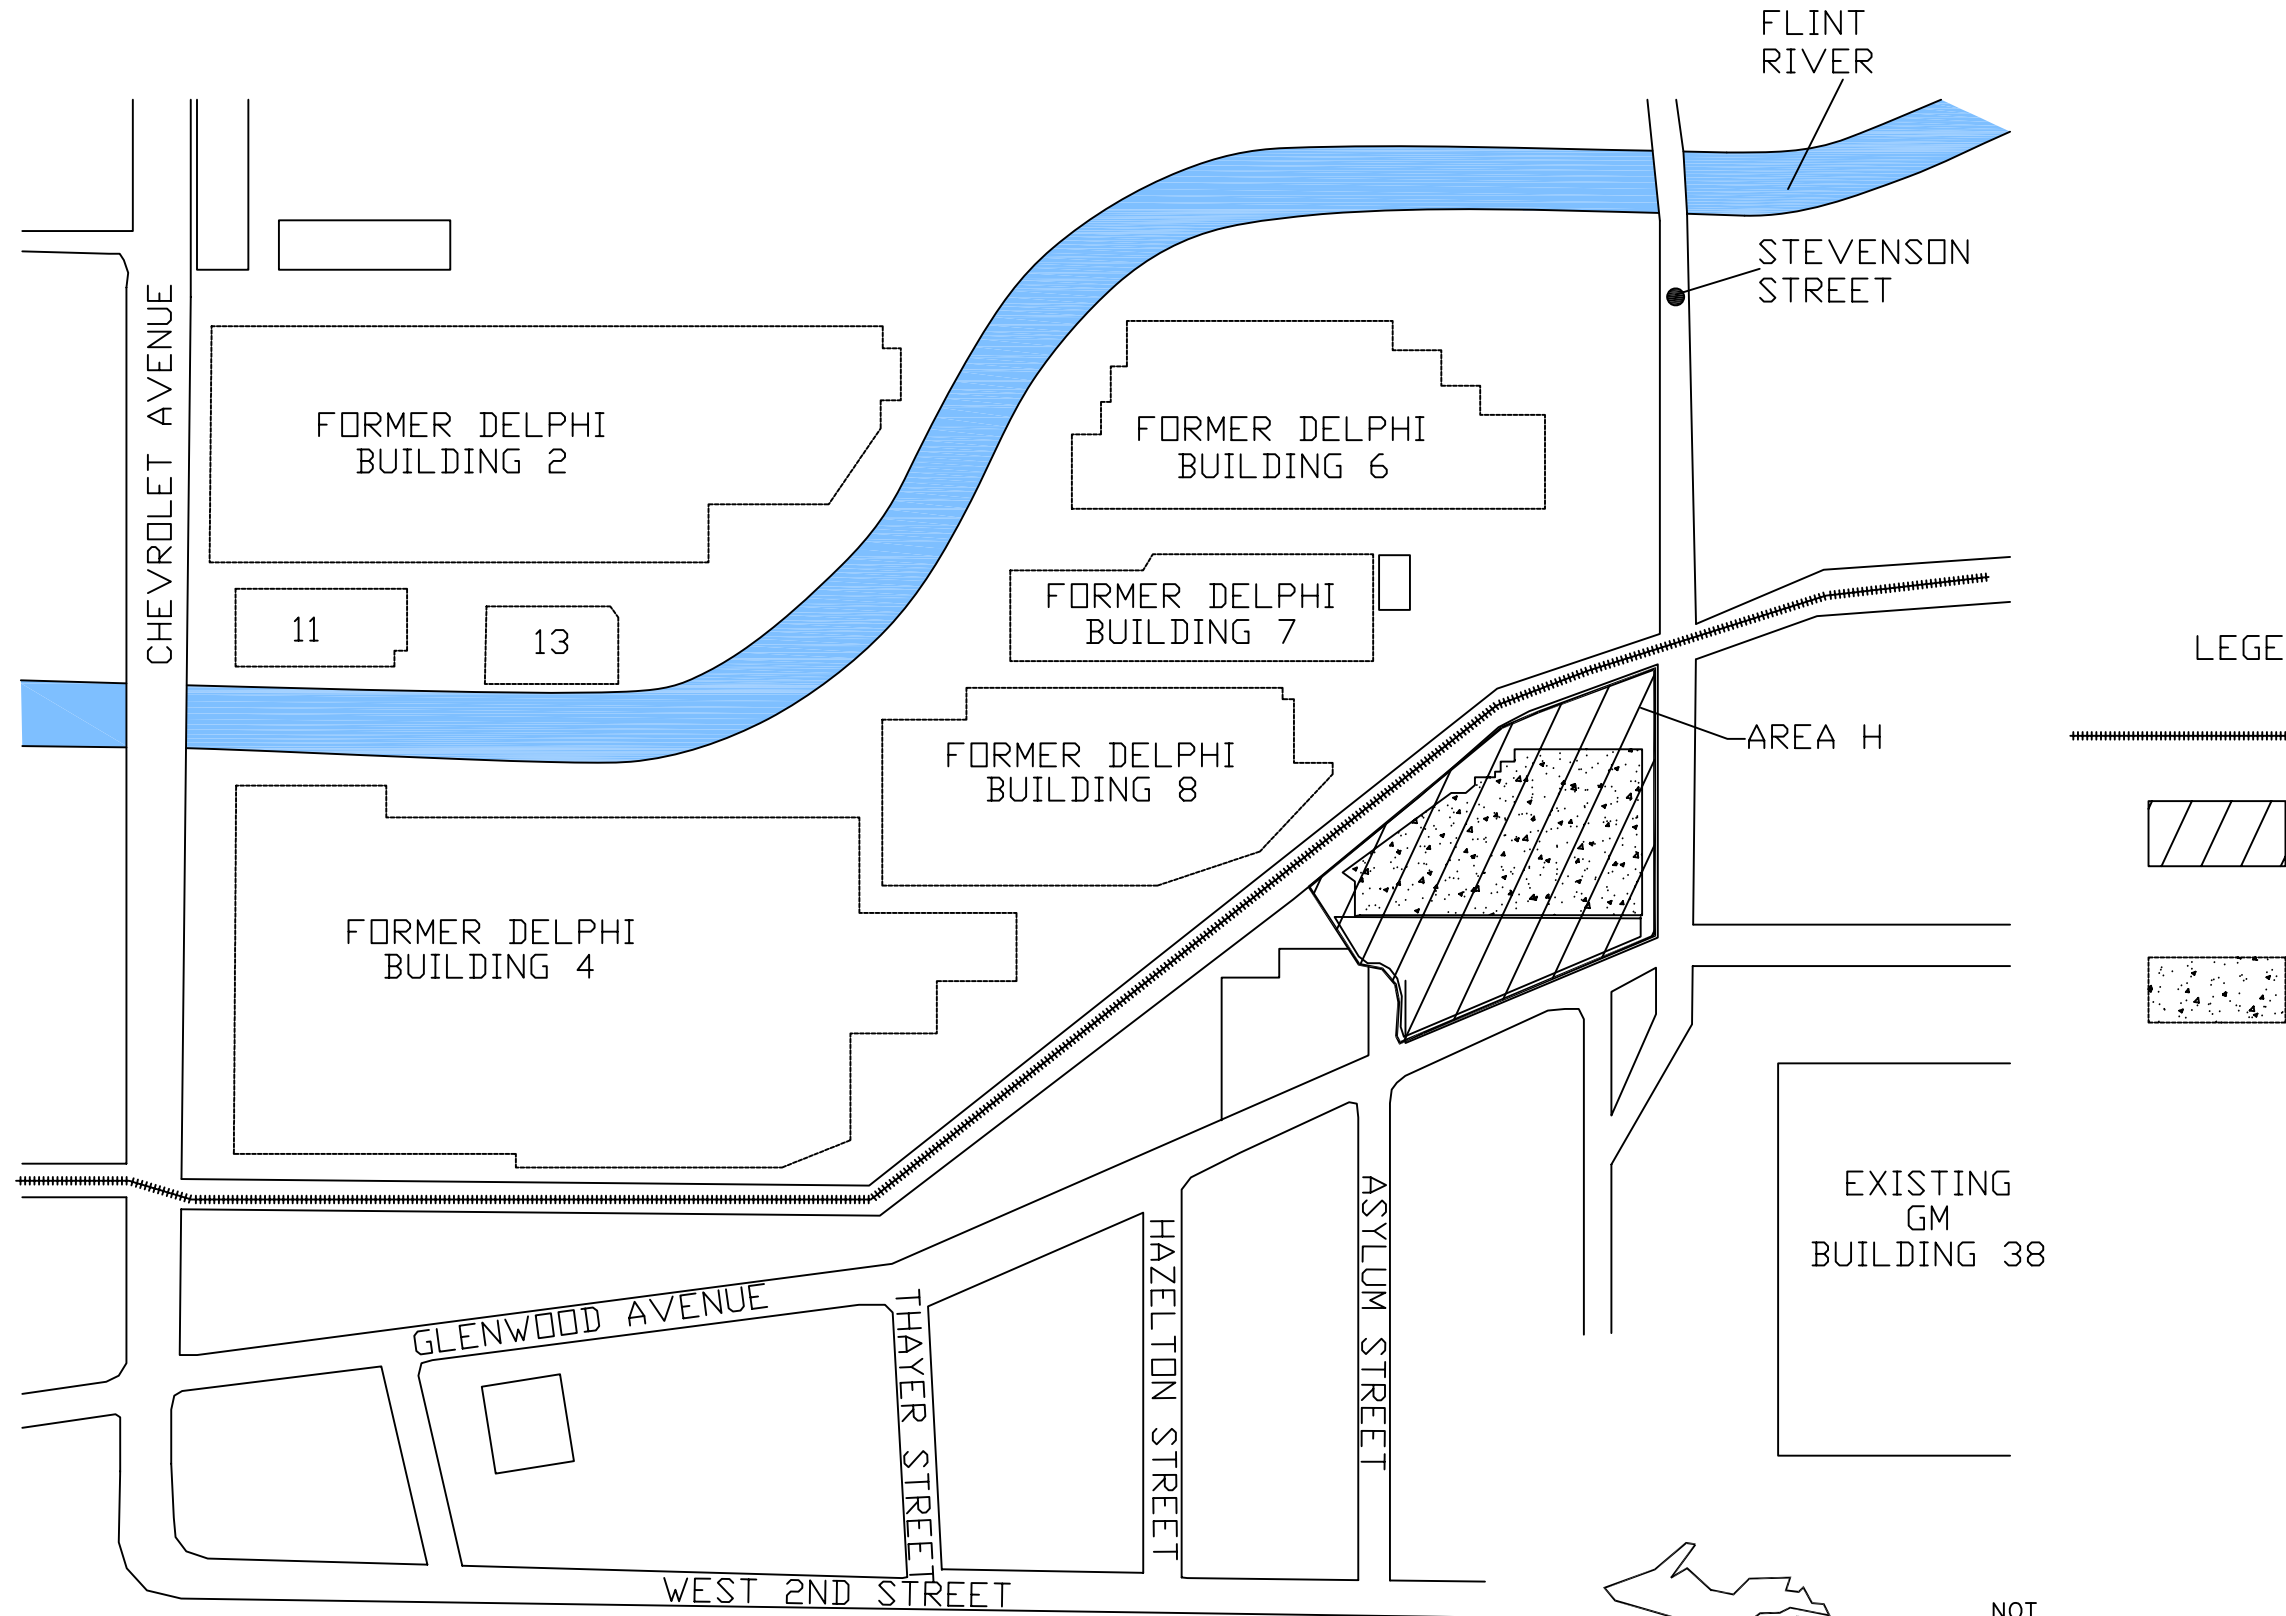 FLINT
RIVER
STEVENSON
STREET
CHEVROLET AVENUE
FORMER DELPHI
BUILDING 2
FORMER DELPHI
BUILDING 6
11
13
FORMER DELPHI
BUILDING 7
LEGE
AREA H
FORMER DELPHI
BUILDING 8
FORMER DELPHI
BUILDING 4
EXISTING
GM
BUILDING 38
GLENWOOD AVENUE
THAYER STREET
HAZELTON STREET
ASYLUM STREET
WEST 2ND STREET
NOT